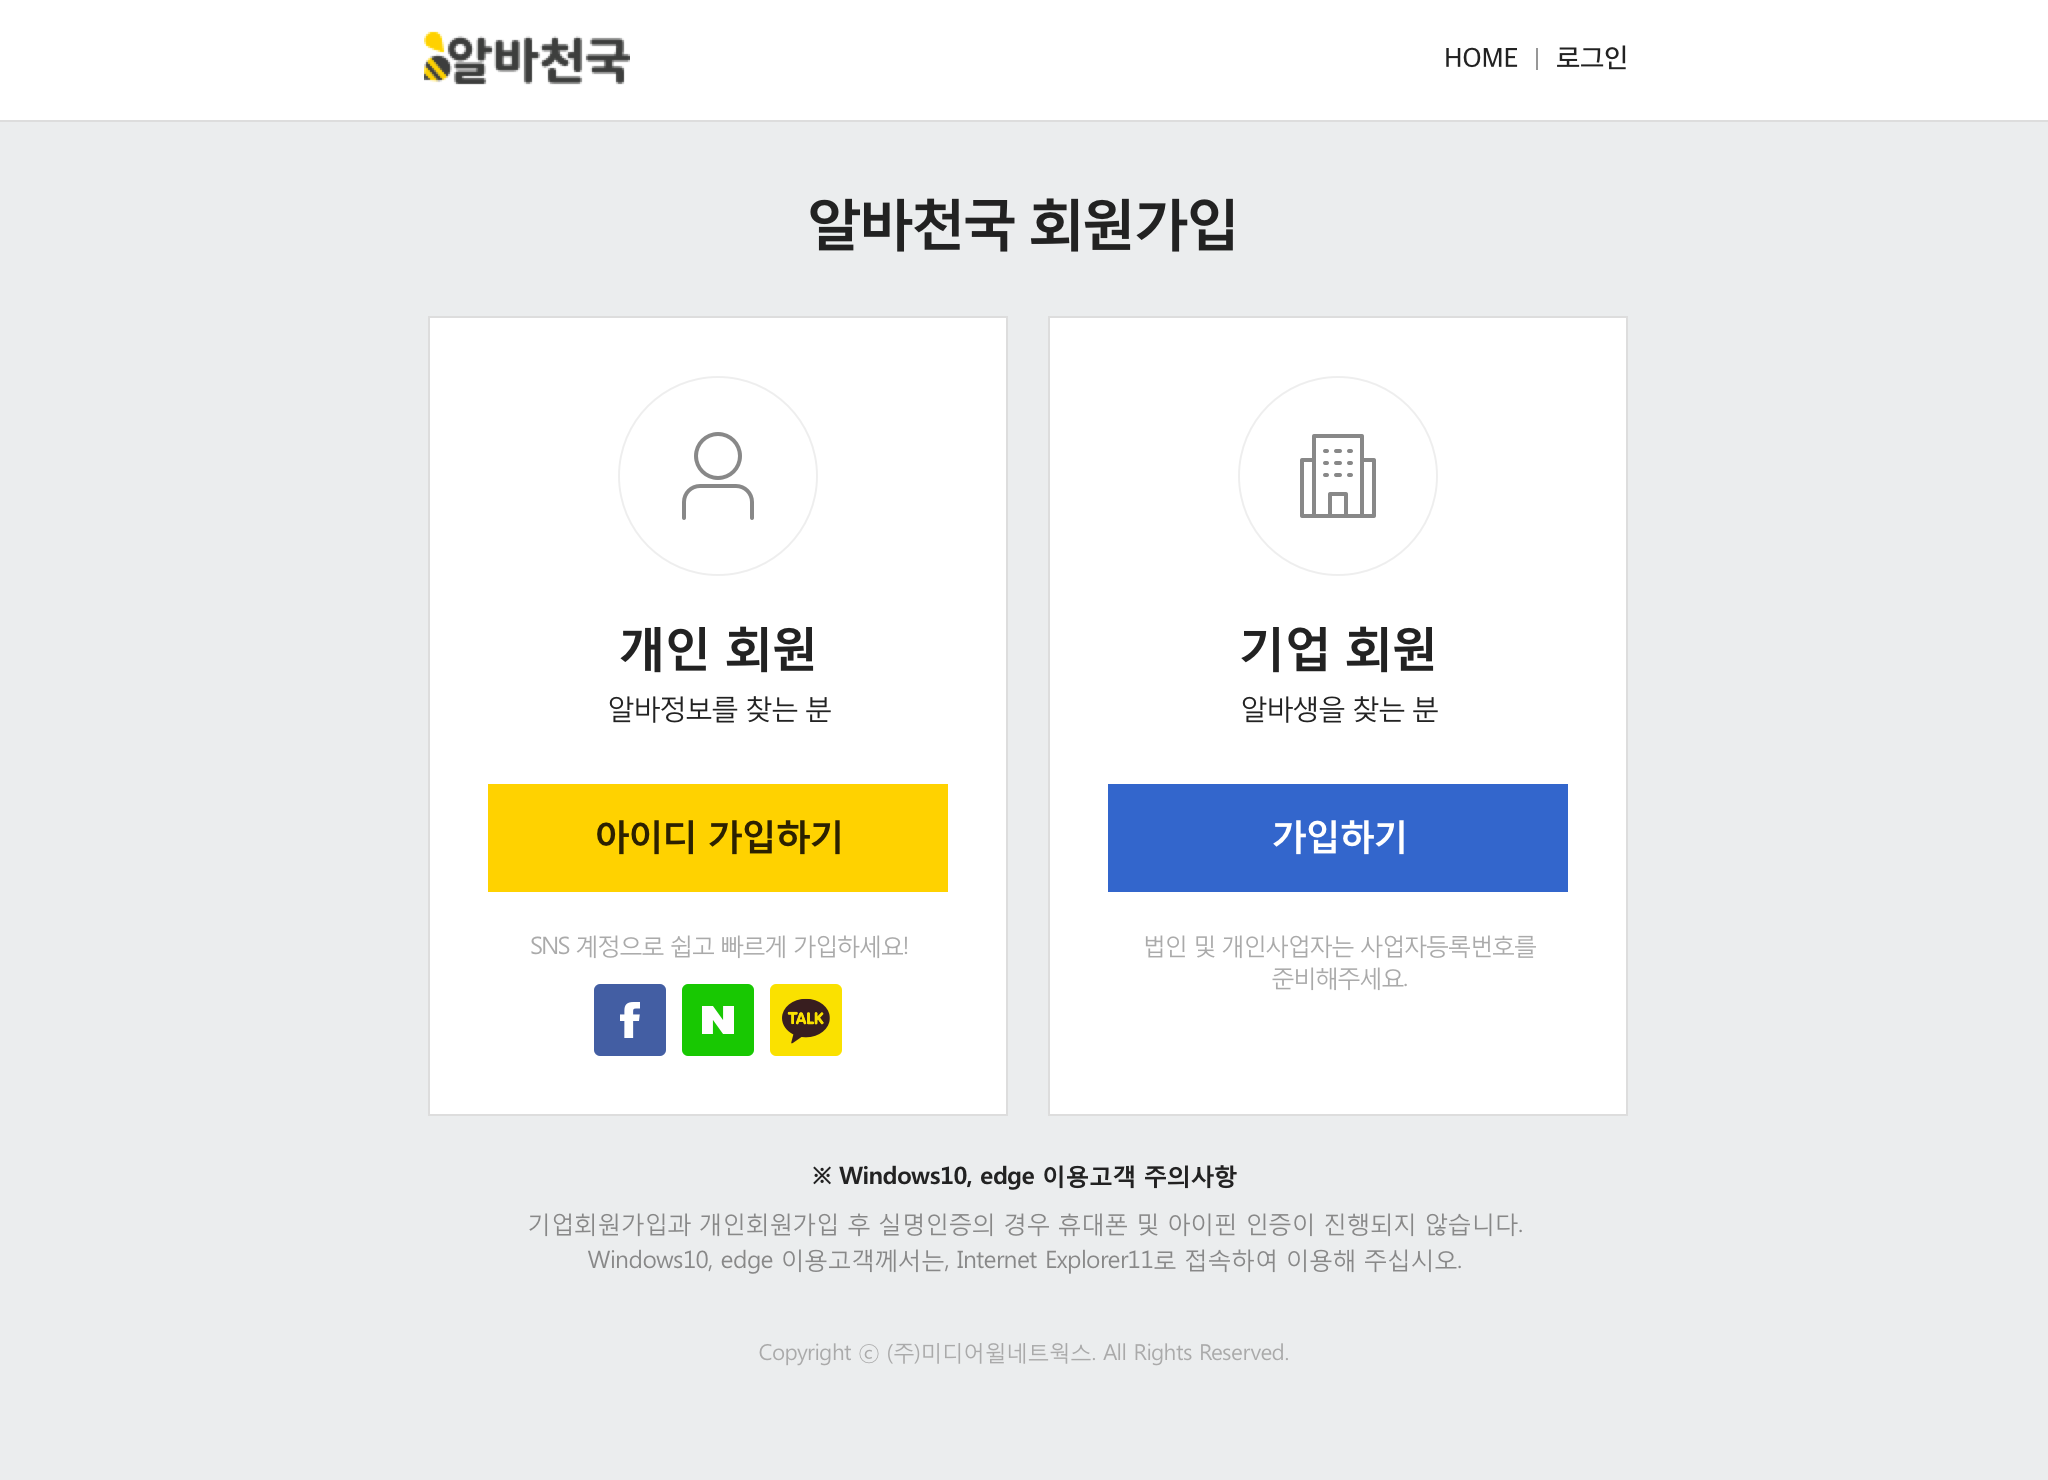 알바천국
HOME | 로그인
알바천국 회원가입
개인 회원
알바정보를 찾는 분
아이디 가입하기
SNS 계정으로 쉽고 빠르게 가입하세요!
f
N
TALK
기업 회원
알바생을 찾는 분
가입하기
법인 및 개인사업자는 사업자등록번호를
준비해주세요.
※ Windows10, edge 이용고객 주의사항
기업회원가입과 개인회원가입 후 실명인증의 경우 휴대폰 및 아이핀 인증이 진행되지 않습니다.
Windows10, edge 이용고객께서는, Internet Explorer11로 접속하여 이용해 주십시오.
Copyright ⓒ (주)미디어윌네트웍스. All Rights Reserved.